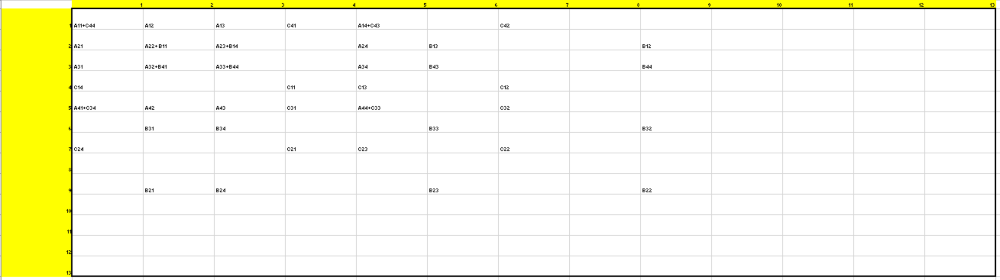 1 2 3 4 5 6 7 8 9 10 11 12 13
1 A11+C44 A12 A13 C41 A14+C43 C42
2 A21 A22+B11 A23+B14 A24 B13 B12
3 A31 A32+B41 A33+B44 A34 B43 B44
4 C14 C11 C13 C12
5 A41+C34 A42 A43 C31 A44+C33 C32
6 B31 B34 B33 B32
7 C24 C21 C23 C22
8
9 B21 B24 B23 B22
10
11
12
13